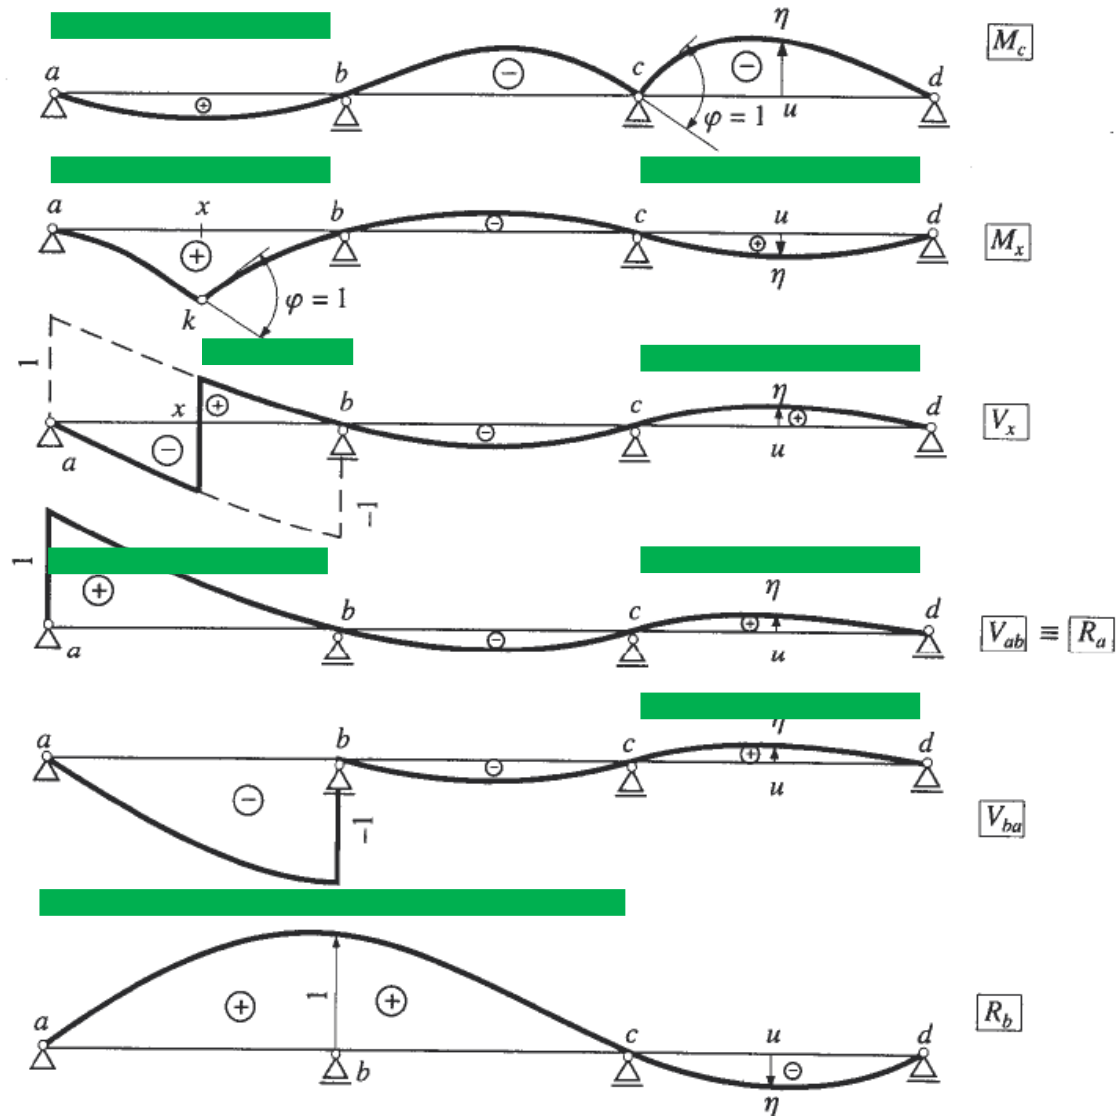 η
a b c d M_c
⊕ ⊖ ⊖ φ = 1 u
a x b c u d
⊕ ⊖ ⊕ M_x
k φ = 1 η
1 x ⊕ b c η ⊕ d V_x
a ⊖ ⊖ u
-1
1 ⊕ b c η d
a ⊖ ⊕ u V_ab ≡ R_a
a b c η d
⊖ ⊖ ⊕ u
-1 V_ba
a ⊕ 1 ⊕ c u d R_b
b ⊖
η